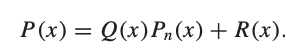 P(x) = Q(x)Pₙ(x) + R(x).